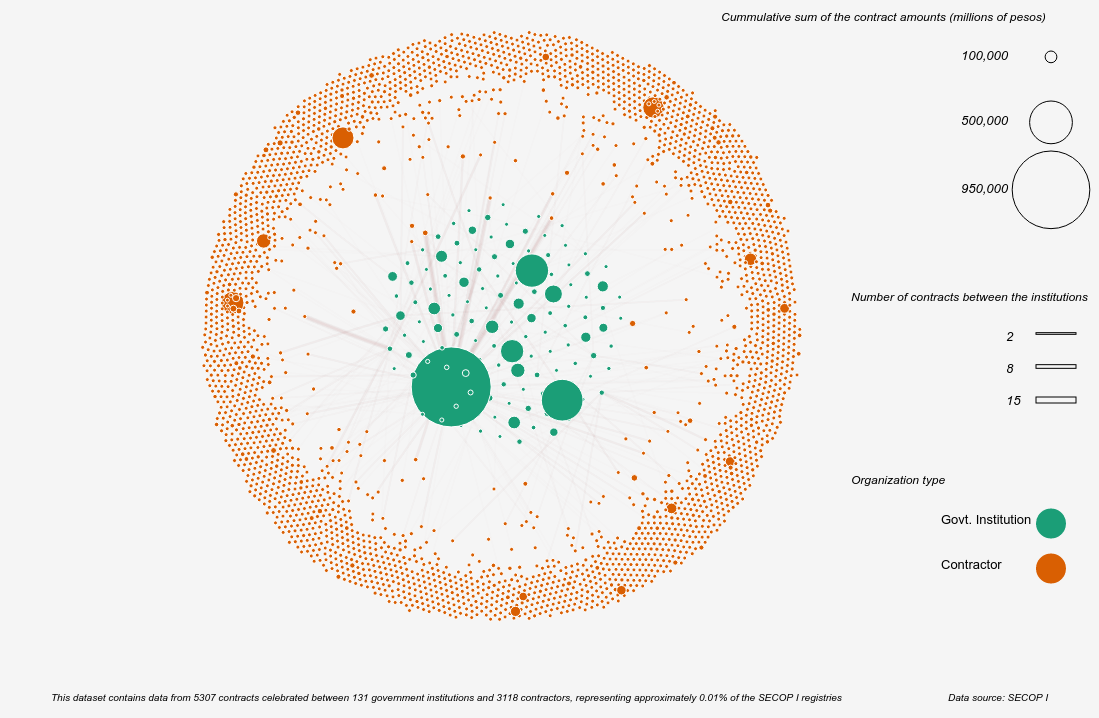 Cummulative sum of the contract amounts (millions of pesos)
100,000
500,000
950,000
Number of contracts between the institutions
2
8
15
Organization type
Govt. Institution
Contractor
This dataset contains data from 5307 contracts celebrated between 131 government institutions and 3118 contractors, representing approximately 0.01% of the SECOP I registries
Data source: SECOP I